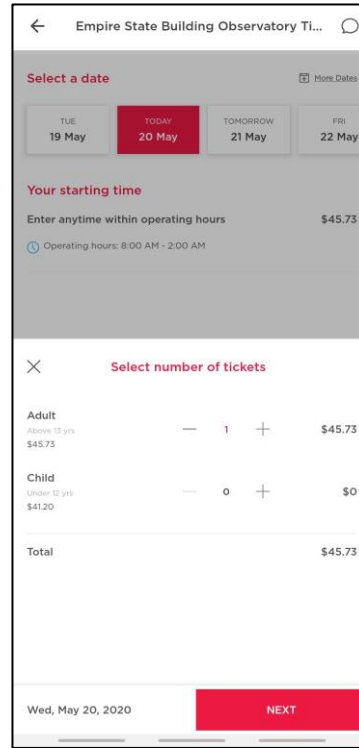 Empire State Building Observatory Ti...
Select a date
More Dates
TUE
19 May
TODAY
20 May
TOMORROW
21 May
FRI
22 May
Your starting time
Enter anytime within operating hours $45.73
Operating hours: 8:00 AM - 2:00 AM
Select number of tickets
Adult
Above 13 yrs
$45.73
1
$45.73
Child
Under 12 yrs
$41.20
0
$0
Total $45.73
Wed, May 20, 2020
NEXT